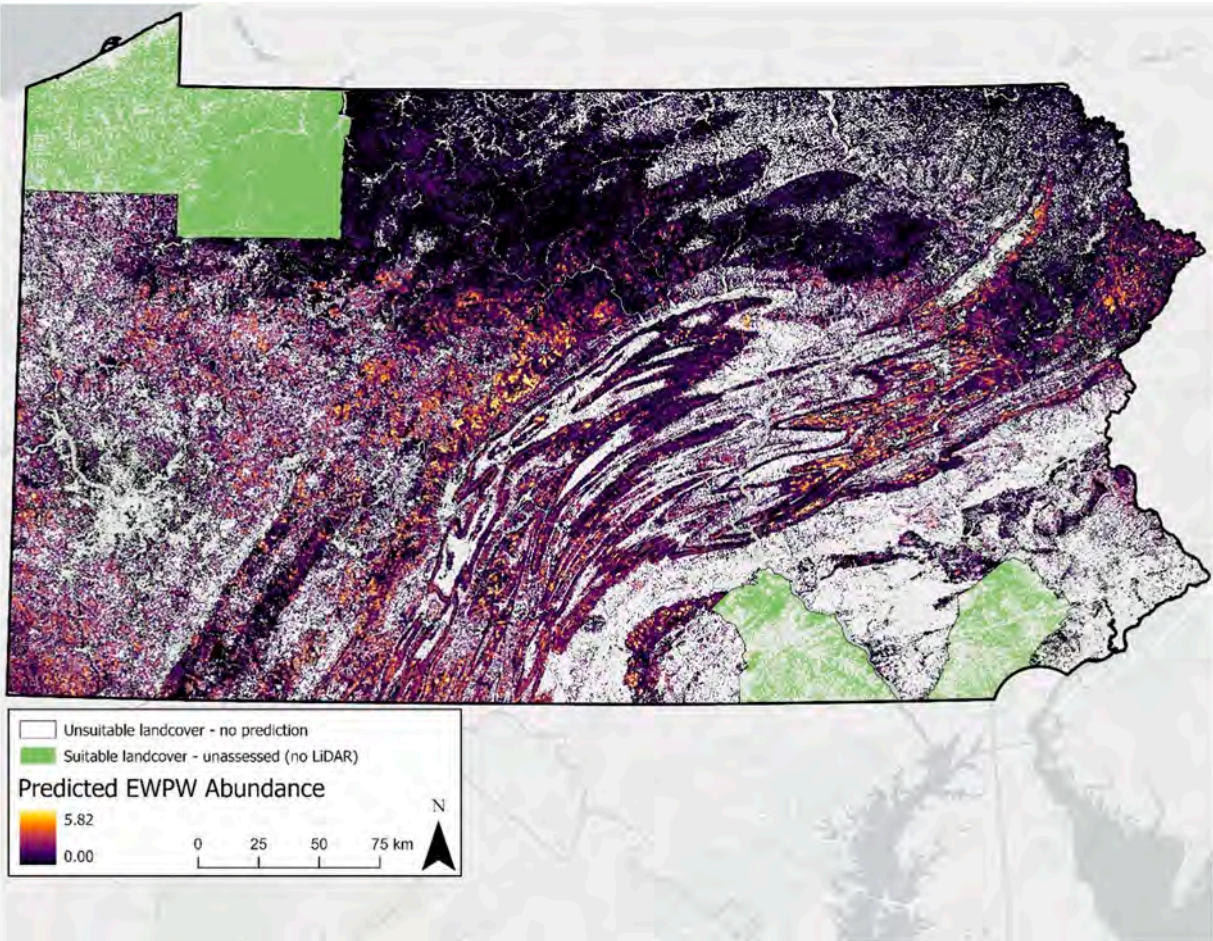 Unsuitable landcover - no prediction
Suitable landcover - unassessed (no LiDAR)
Predicted EWPW Abundance
5.82
0.00
N
0 25 50 75 km